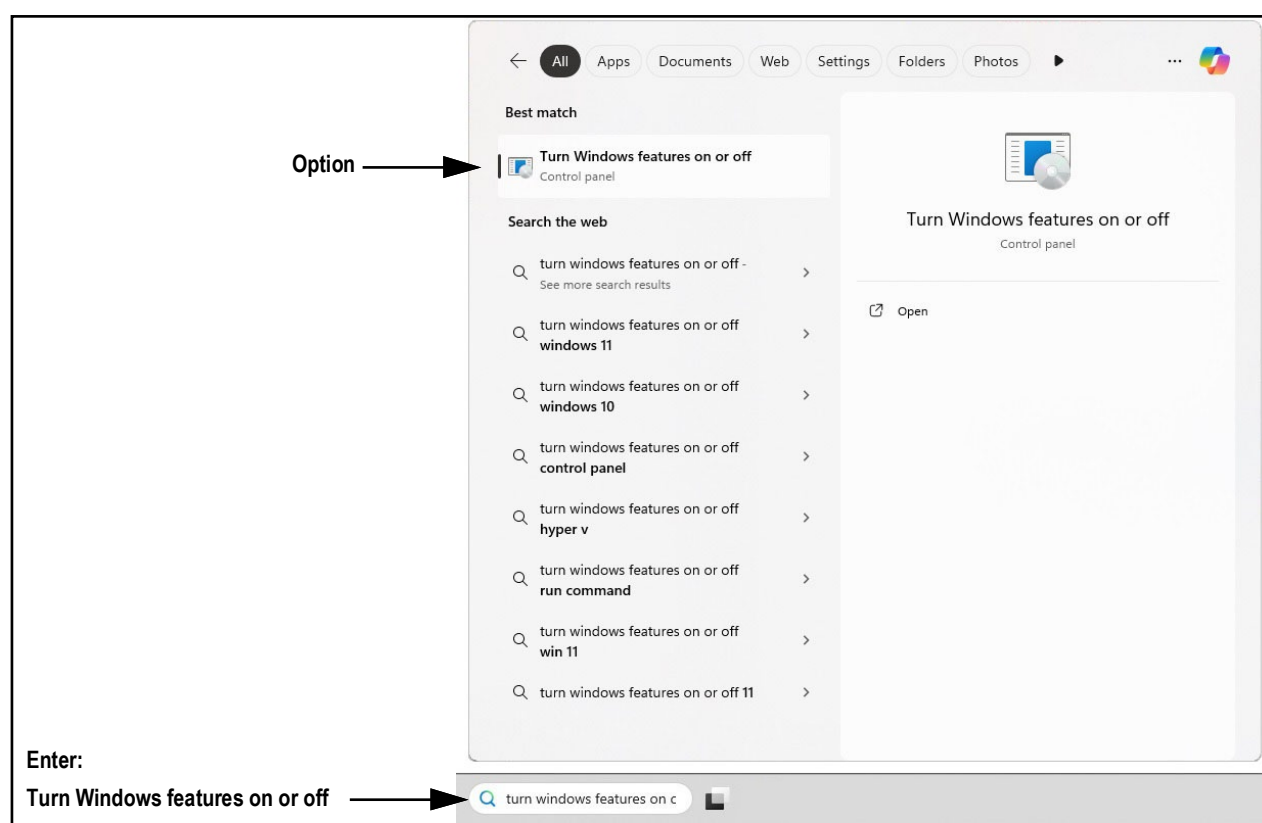 All Apps Documents Web Settings Folders Photos ...
Best match
Option
Turn Windows features on or off
Control panel
Search the web
turn windows features on or off -
See more search results
turn windows features on or off
windows 11
turn windows features on or off
windows 10
turn windows features on or off
control panel
turn windows features on or off
hyper v
turn windows features on or off
run command
turn windows features on or off
win 11
turn windows features on or off 11
Turn Windows features on or off
Control panel
Open
Enter:
Turn Windows features on or off
turn windows features on c